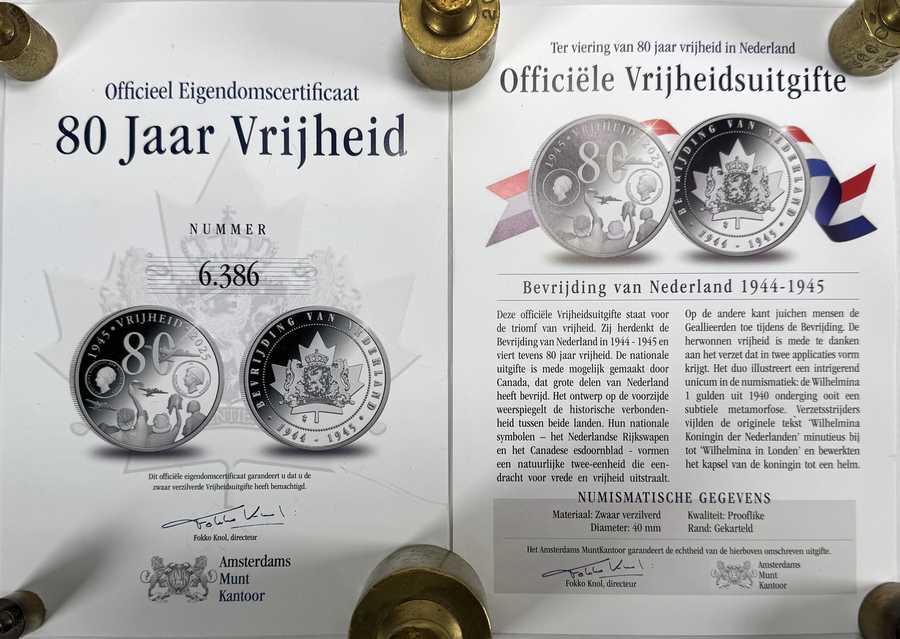 Officieel Eigendomscertificaat
80 Jaar Vrijheid
NUMMER
6.386
1945 • VRIJHEID • 2025
80
BEVRIJDING VAN NEDERLAND
1944 - 1945
Dit officiële eigendomscertificaat garandeert u dat u de
zwaar verzilverde Vrijheidsuitgifte heeft bemachtigd.
Fokko Knol, directeur
Amsterdams
Munt
Kantoor
Ter viering van 80 jaar vrijheid in Nederland
Officiële Vrijheidsuitgifte
1945 • VRIJHEID • 2025
80
BEVRIJDING VAN NEDERLAND
1944 - 1945
Bevrijding van Nederland 1944-1945
Deze officiële Vrijheidsuitgifte staat voor
de triomf van vrijheid. Zij herdenkt de
Bevrijding van Nederland in 1944 - 1945 en
viert tevens 80 jaar vrijheid. De nationale
uitgifte is mede mogelijk gemaakt door
Canada, dat grote delen van Nederland
heeft bevrijd. Het ontwerp op de voorzijde
weerspiegelt de historische verbonden-
heid tussen beide landen. Hun nationale
symbolen – het Nederlandse Rijkswapen
en het Canadese esdoornblad - vormen
een natuurlijke twee-eenheid die een-
dracht voor vrede en vrijheid uitstraalt.
Op de andere kant juichen mensen de
Geallieerden toe tijdens de Bevrijding. De
herwonnen vrijheid is mede te danken
aan het verzet dat in twee applicaties vorm
krijgt. Het duo illustreert een intrigerend
unicum in de numismatiek: de Wilhelmina
1 gulden uit 1940 onderging ooit een
subtiele metamorfose. Verzetsstrijders
vijlden de originele tekst 'Wilhelmina
Koningin der Nederlanden' minutieus bij
tot 'Wilhelmina in Londen' en bewerkten
het kapsel van de koningin tot een helm.
NUMISMATISCHE GEGEVENS
Materiaal: Zwaar verzilverd
Diameter: 40 mm
Kwaliteit: Prooflike
Rand: Gekarteld
Het Amsterdams MuntKantoor garandeert de echtheid van de hierboven omschreven uitgifte.
Fokko Knol, directeur
Amsterdams
Munt
Kantoor